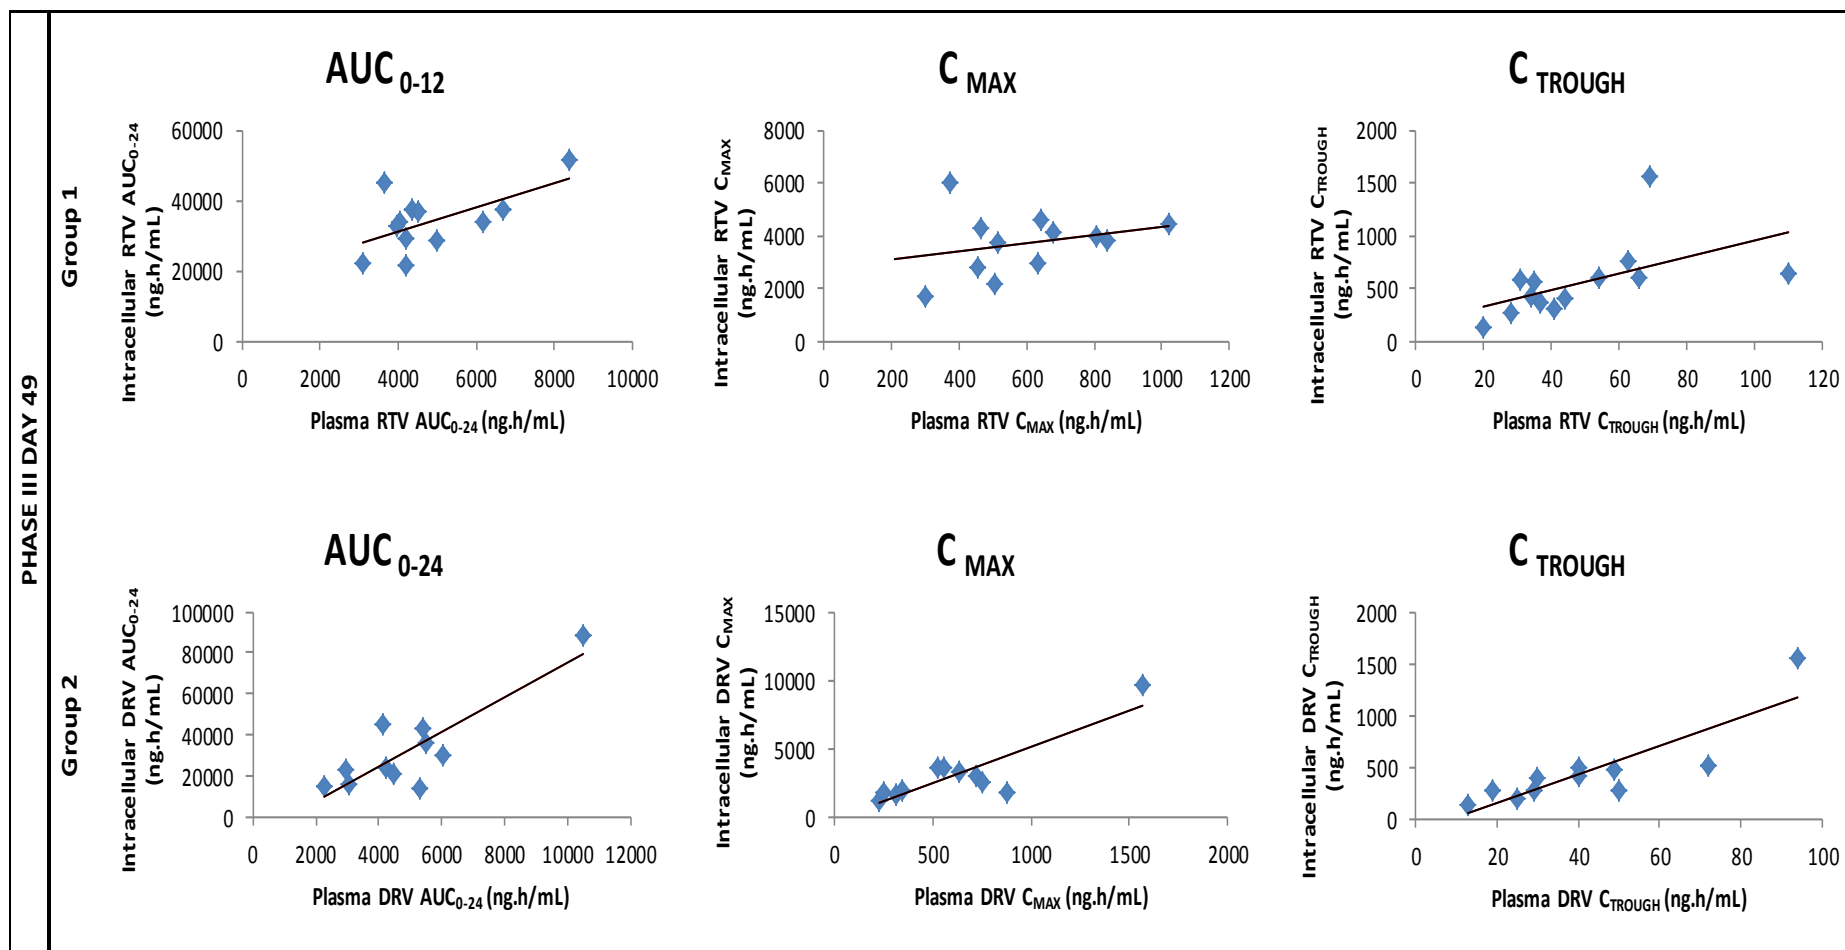 PHASE III DAY 49
Group 1
AUC 0-12
Intracellular RTV AUC0-24
(ng.h/mL)
60000
40000
20000
0
0 2000 4000 6000 8000 10000
Plasma RTV AUC0-24 (ng.h/mL)
C MAX
Intracellular RTV CMAX
(ng.h/mL)
8000
6000
4000
2000
0
0 200 400 600 800 1000 1200
Plasma RTV CMAX (ng.h/mL)
C TROUGH
Intracellular RTV CTROUGH
(ng.h/mL)
2000
1500
1000
500
0
0 20 40 60 80 100 120
Plasma RTV CTROUGH (ng.h/mL)
Group 2
AUC 0-24
Intracellular DRV AUC0-24
(ng.h/mL)
100000
80000
60000
40000
20000
0
0 2000 4000 6000 8000 10000 12000
Plasma DRV AUC0-24 (ng.h/mL)
C MAX
Intracellular DRV CMAX
(ng.h/mL)
15000
10000
5000
0
0 500 1000 1500 2000
Plasma DRV CMAX (ng.h/mL)
C TROUGH
Intracellular DRV CTROUGH
(ng.h/mL)
2000
1500
1000
500
0
0 20 40 60 80 100
Plasma DRV CTROUGH (ng.h/mL)